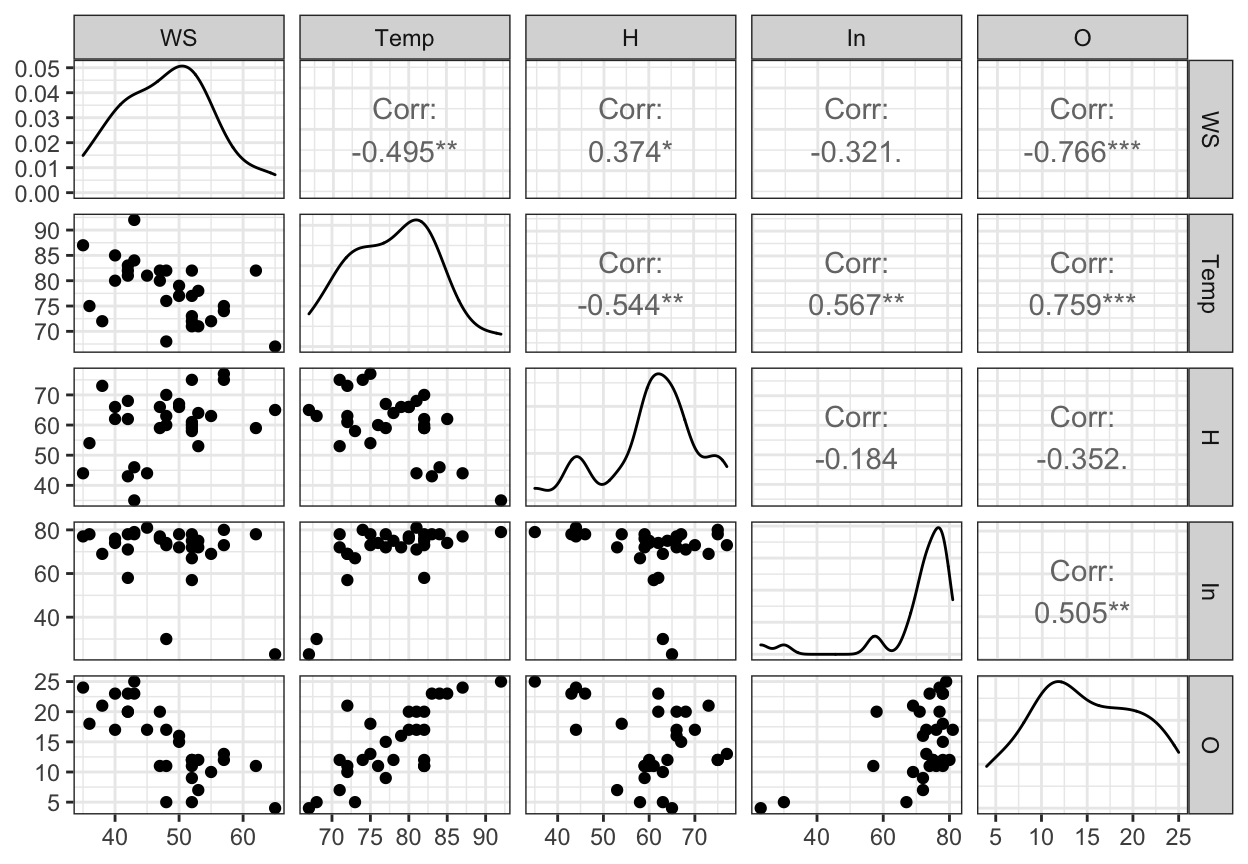 WS Temp H In O
0.05
0.04
0.03
0.02
0.01
0.00
Corr:
-0.495**
Corr:
0.374*
Corr:
-0.321.
Corr:
-0.766***
WS
90
85
80
75
70
Corr:
-0.544**
Corr:
0.567**
Corr:
0.759***
Temp
70
60
50
40
Corr:
-0.184
Corr:
-0.352.
H
80
60
40
Corr:
0.505**
In
25
20
15
10
5
O
40 50 60 70 75 80 85 90 40 50 60 70 40 60 80 5 10 15 20 25